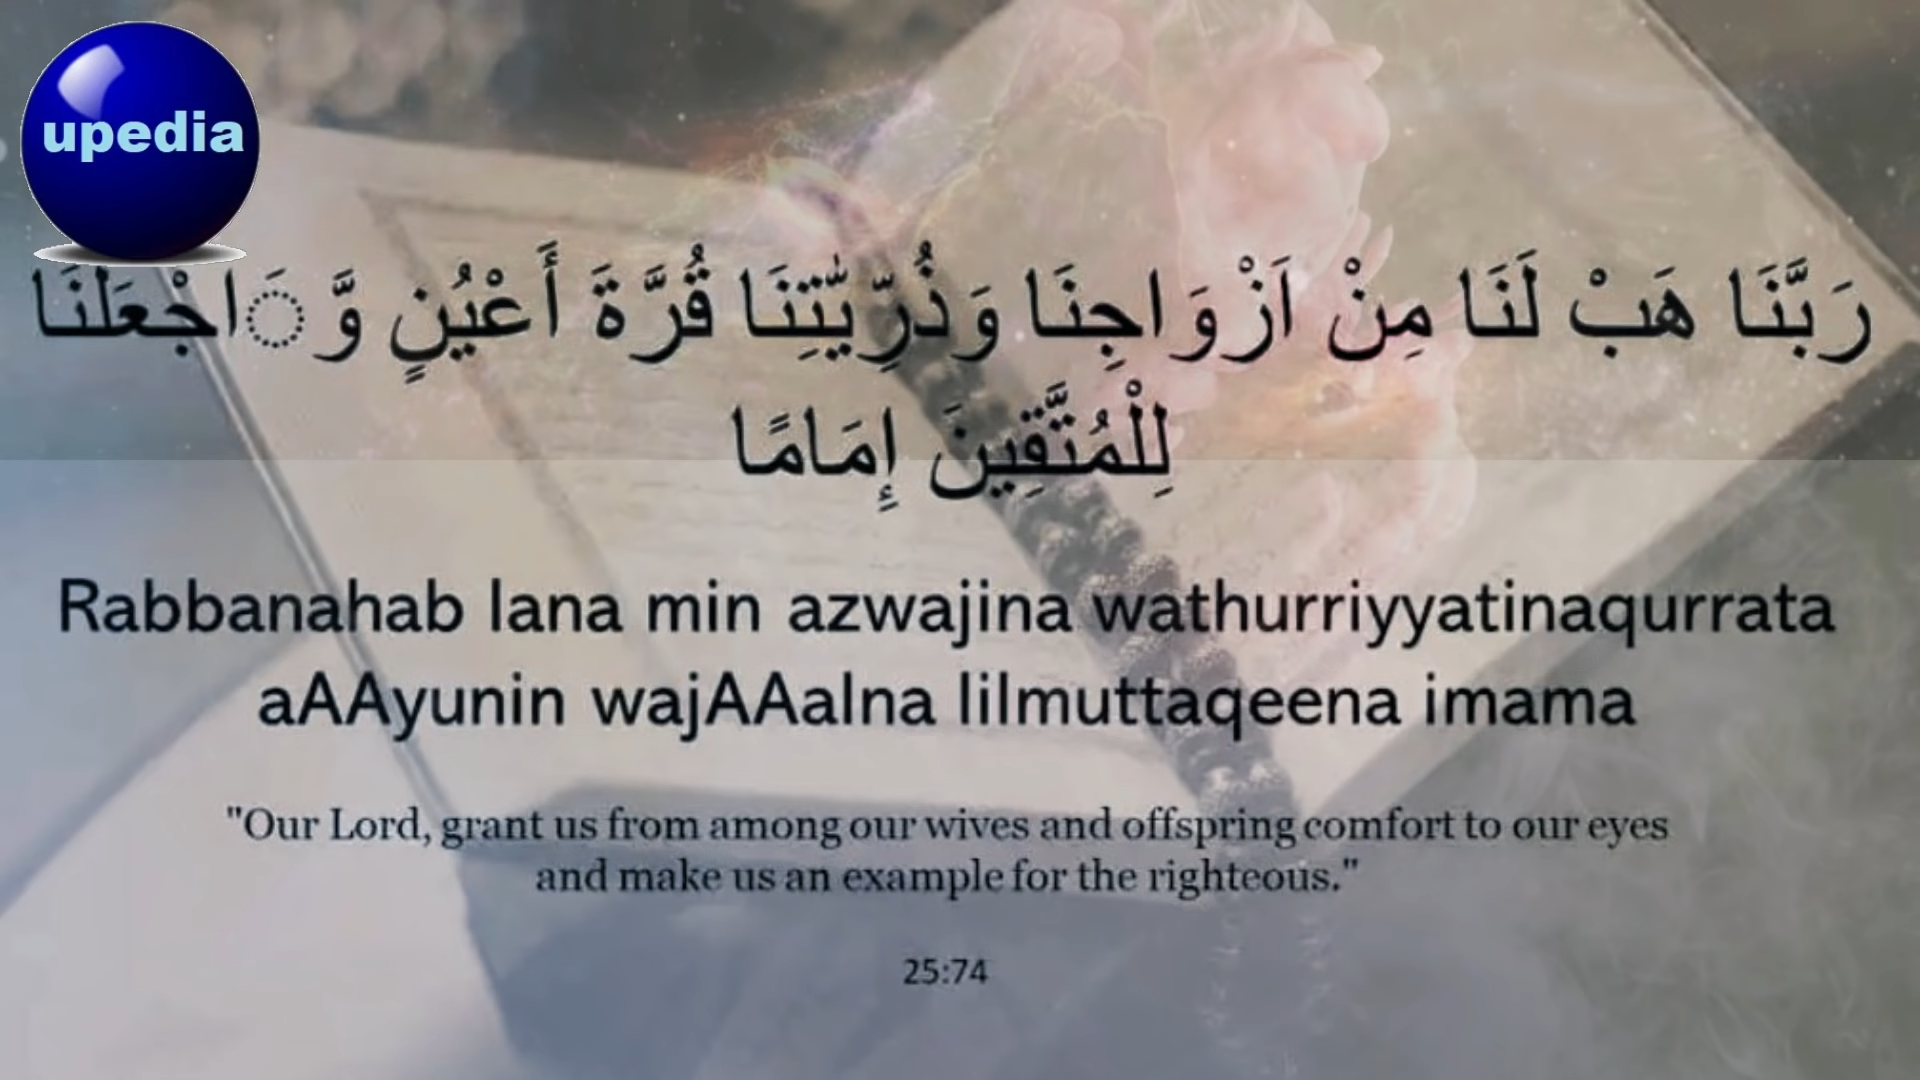 upedia
رَبَّنَا هَبْ لَنَا مِنْ اَزْوَاجِنَا وَذُرِّيّٰتِنَا قُرَّةَ أَعْيُنٍ وَّ◌َاجْعَلْنَا
لِلْمُتَّقِينَ إِمَامًا
Rabbanahab lana min azwajina wathurriyyatinaqurrata
aAAyunin wajAAalna lilmuttaqeena imama
"Our Lord, grant us from among our wives and offspring comfort to our eyes
and make us an example for the righteous."
25:74